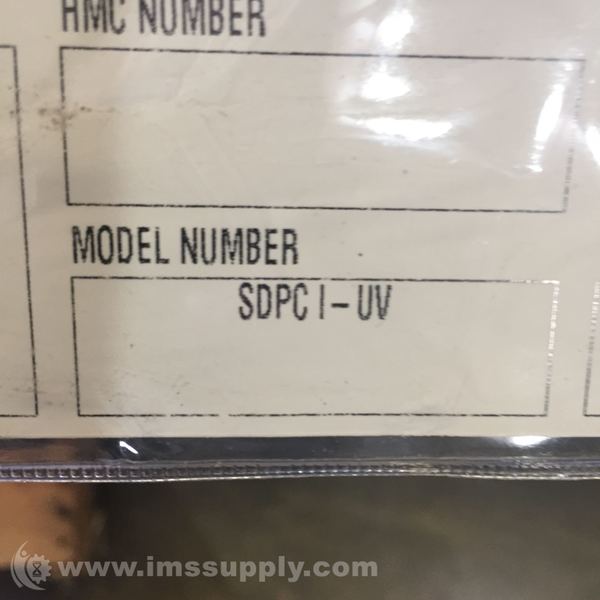 HMC NUMBER
MODEL NUMBER
SDPC I-UV
www.imssupply.com